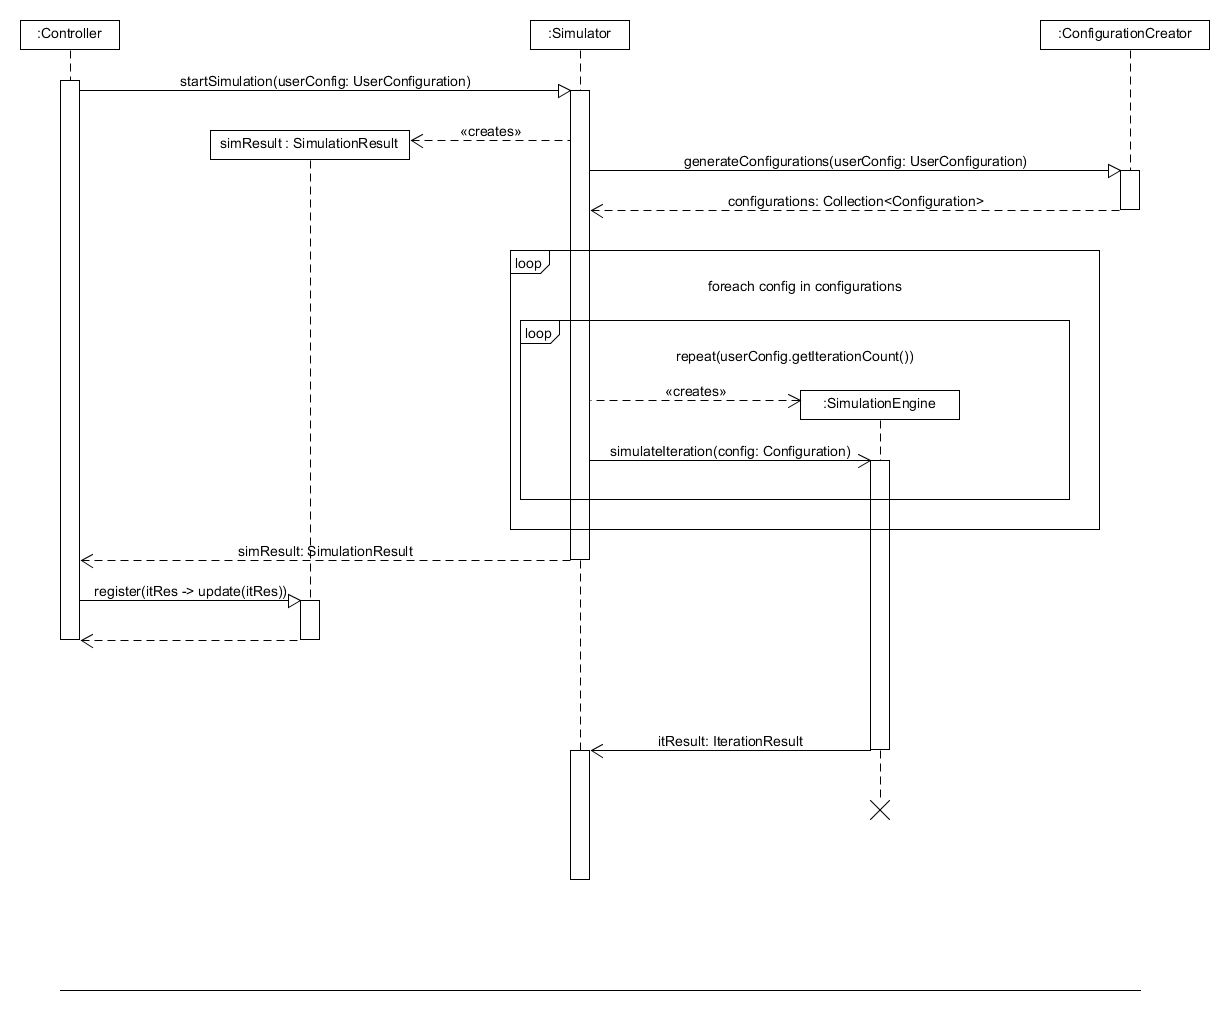 :Controller
:Simulator
:ConfigurationCreator
startSimulation(userConfig: UserConfiguration)
«creates»
simResult : SimulationResult
generateConfigurations(userConfig: UserConfiguration)
configurations: Collection<Configuration>
loop
foreach config in configurations
loop
repeat(userConfig.getIterationCount())
«creates»
:SimulationEngine
simulateIteration(config: Configuration)
simResult: SimulationResult
register(itRes -> update(itRes))
itResult: IterationResult